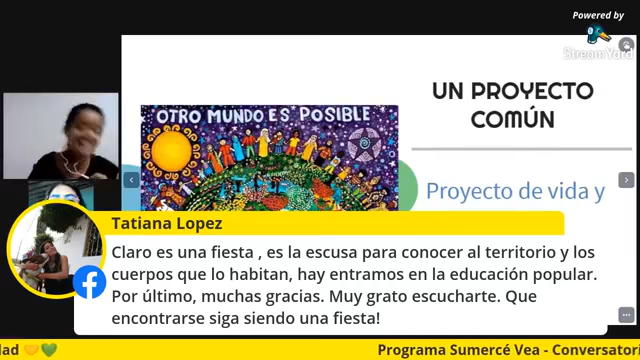 Powered by
StreamYard
OTRO MUNDO ES POSIBLE
UN PROYECTO
COMÚN
Proyecto de vida y
Tatiana Lopez
Claro es una fiesta , es la escusa para conocer al territorio y los
cuerpos que lo habitan, hay entramos en la educación popular.
Por último, muchas gracias. Muy grato escucharte. Que
encontrarse siga siendo una fiesta!
dad 🧡💚
Programa Sumercé Vea - Conversatori